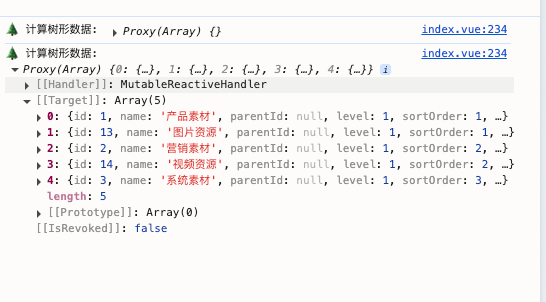 🌲 计算树形数据: ▶ Proxy(Array) {} index.vue:234
🌲 计算树形数据: index.vue:234
▼ Proxy(Array) {0: {…}, 1: {…}, 2: {…}, 3: {…}, 4: {…}} i
▶ [[Handler]]: MutableReactiveHandler
▼ [[Target]]: Array(5)
▶ 0: {id: 1, name: '产品素材', parentId: null, level: 1, sortOrder: 1, …}
▶ 1: {id: 13, name: '图片资源', parentId: null, level: 1, sortOrder: 1, …}
▶ 2: {id: 2, name: '营销素材', parentId: null, level: 1, sortOrder: 2, …}
▶ 3: {id: 14, name: '视频资源', parentId: null, level: 1, sortOrder: 2, …}
▶ 4: {id: 3, name: '系统素材', parentId: null, level: 1, sortOrder: 3, …}
length: 5
▶ [[Prototype]]: Array(0)
[[IsRevoked]]: false